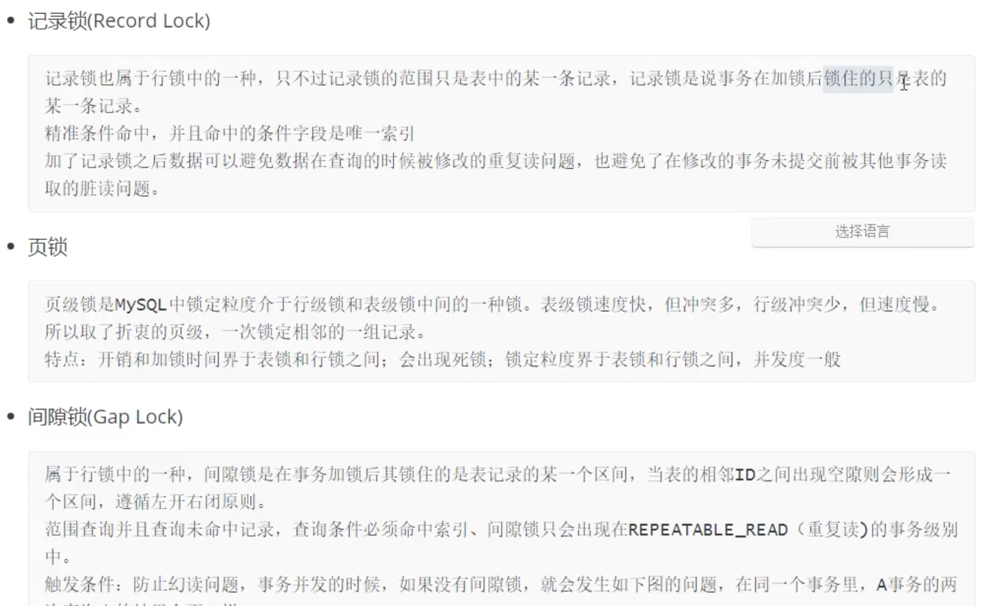 记录锁(Record Lock)
记录锁也属于行锁中的一种，只不过记录锁的范围只是表中的某一条记录，记录锁是说事务在加锁后锁住的只是表的
某一条记录。
精准条件命中，并且命中的条件字段是唯一索引
加了记录锁之后数据可以避免数据在查询的时候被修改的重复读问题，也避免了在修改的事务未提交前被其他事务读
取的脏读问题。
选择语言
页锁
页级锁是MySQL中锁定粒度介于行级锁和表级锁中间的一种锁。表级锁速度快，但冲突多，行级冲突少，但速度慢。
所以取了折衷的页级，一次锁定相邻的一组记录。
特点：开销和加锁时间界于表锁和行锁之间；会出现死锁；锁定粒度界于表锁和行锁之间，并发度一般
间隙锁(Gap Lock)
属于行锁中的一种，间隙锁是在事务加锁后其锁住的是表记录的某一个区间，当表的相邻ID之间出现空隙则会形成一
个区间，遵循左开右闭原则。
范围查询并且查询未命中记录，查询条件必须命中索引、间隙锁只会出现在REPEATABLE_READ（重复读)的事务级别
中。
触发条件：防止幻读问题，事务并发的时候，如果没有间隙锁，就会发生如下图的问题，在同一个事务里，A事务的两